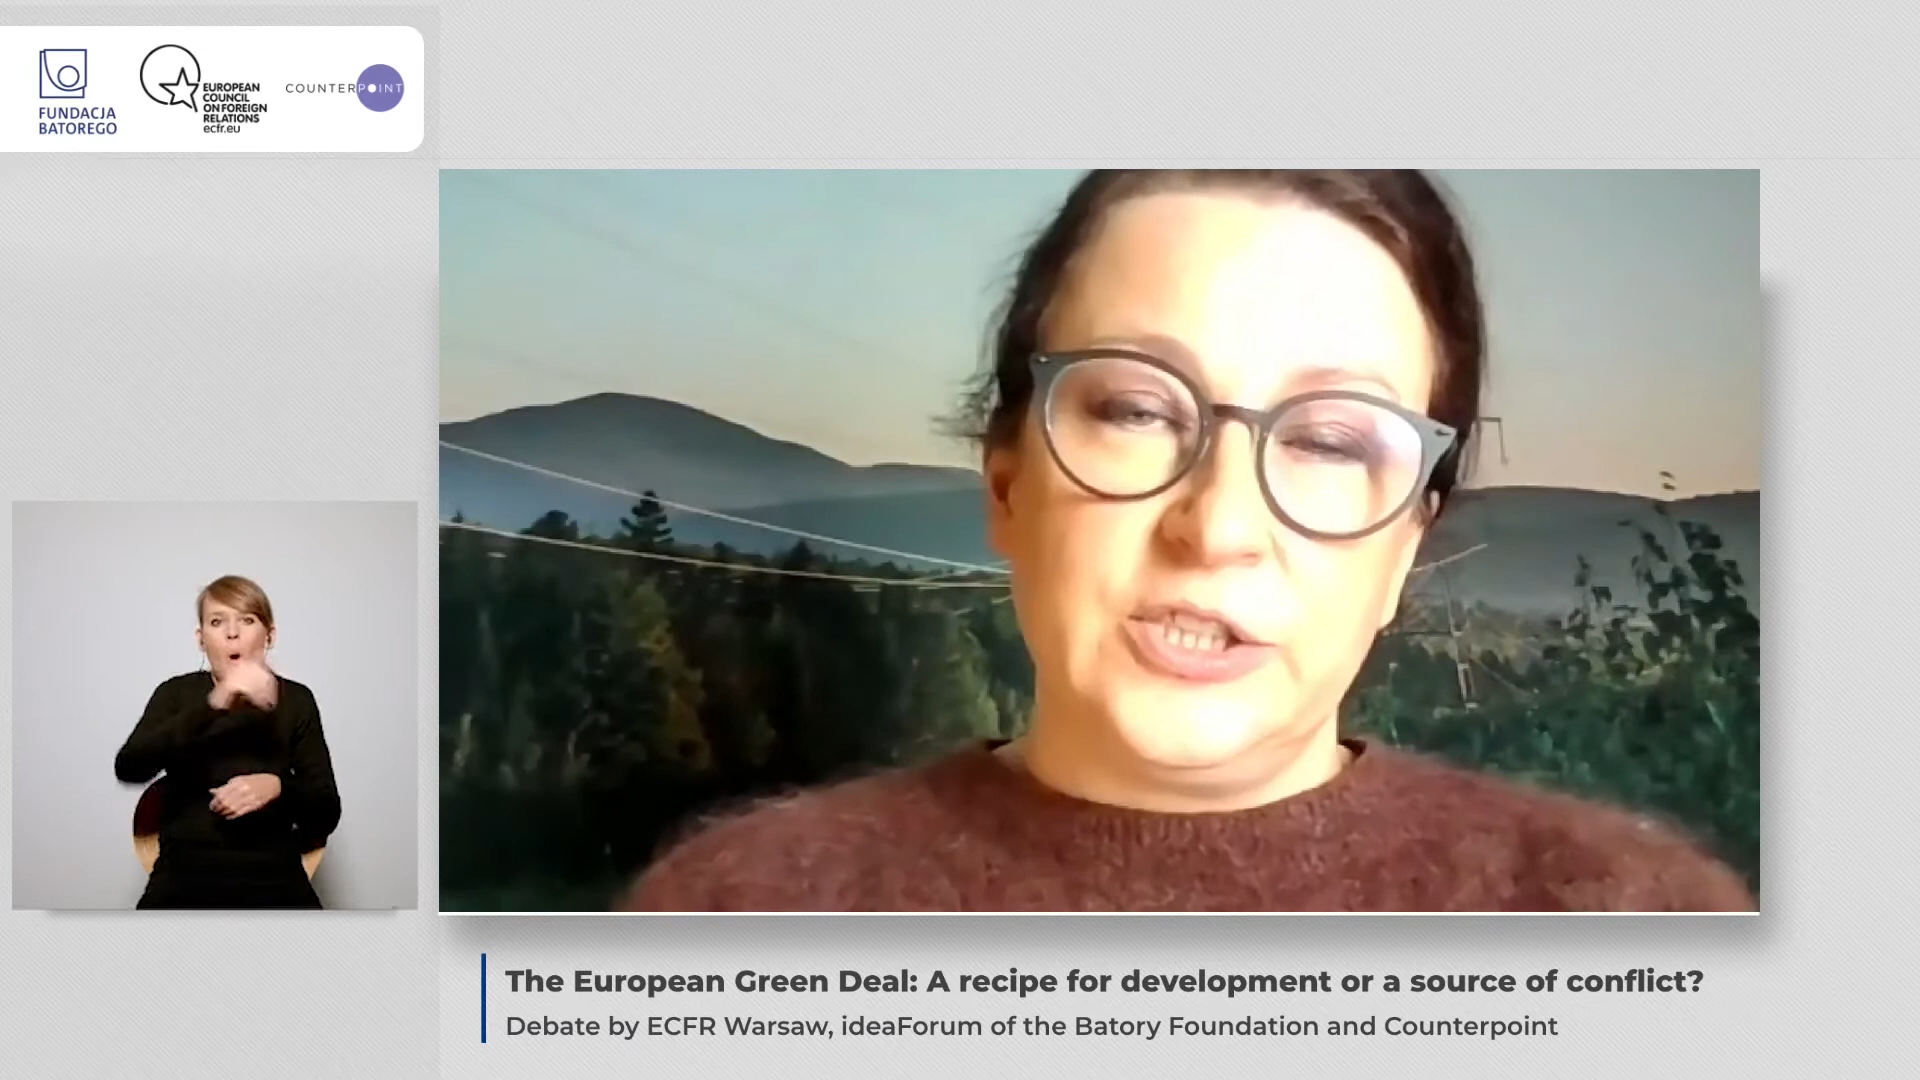 FUNDACJA
BATOREGO
EUROPEAN
COUNCIL
ON FOREIGN
RELATIONS
ecfr.eu
COUNTERPOINT
The European Green Deal: A recipe for development or a source of conflict?
Debate by ECFR Warsaw, ideaForum of the Batory Foundation and Counterpoint